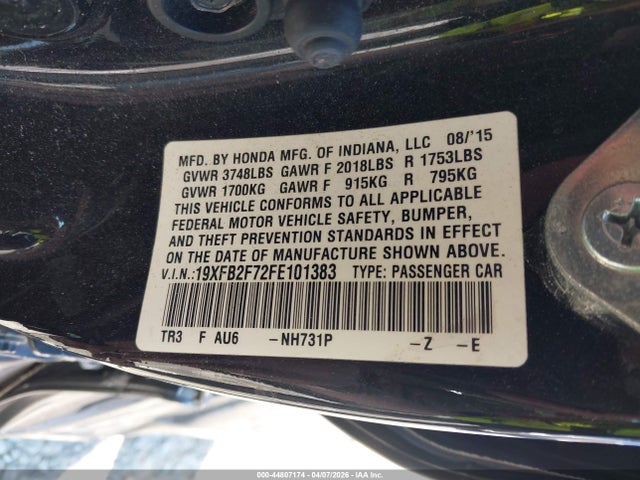 MFD. BY HONDA MFG. OF INDIANA, LLC 08/'15
GVWR 3748LBS GAWR F 2018LBS R 1753LBS
GVWR 1700KG GAWR F 915KG R 795KG
THIS VEHICLE CONFORMS TO ALL APPLICABLE
FEDERAL MOTOR VEHICLE SAFETY, BUMPER,
AND THEFT PREVENTION STANDARDS IN EFFECT
ON THE DATE OF MANUFACTURE SHOWN ABOVE.
V.I.N.:19XFB2F72FE101383 TYPE: PASSENGER CAR
TR3 F AU6 -NH731P -Z -E
000-44807174 | 04/07/2026 | IAA Inc.